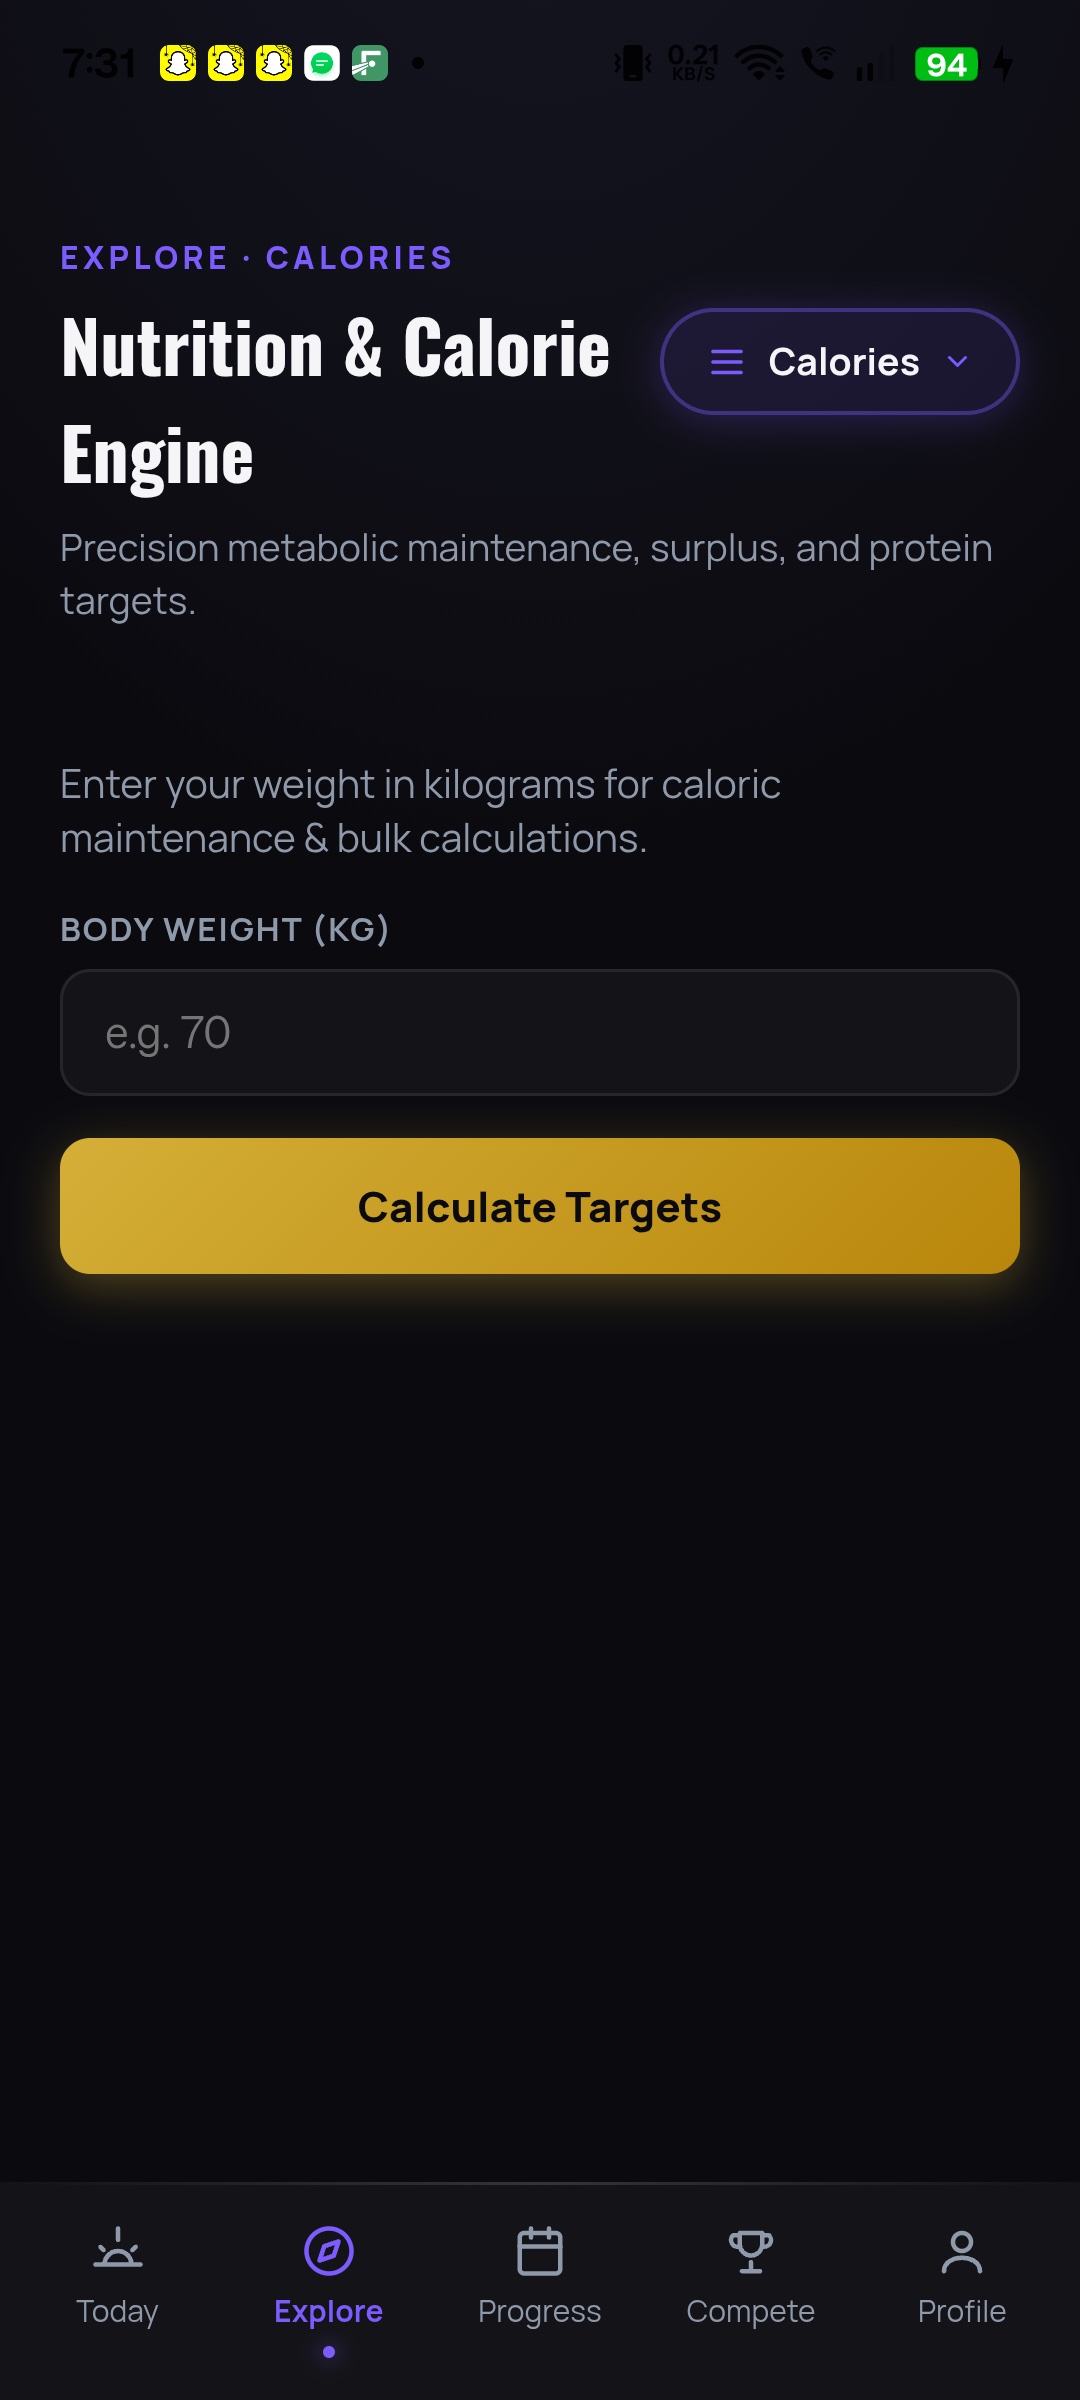 7:31
0.21
KB/S
94
EXPLORE · CALORIES
Nutrition & Calorie
Engine
Calories
Precision metabolic maintenance, surplus, and protein
targets.
Enter your weight in kilograms for caloric
maintenance & bulk calculations.
BODY WEIGHT (KG)
e.g. 70
Calculate Targets
Today
Explore
Progress
Compete
Profile